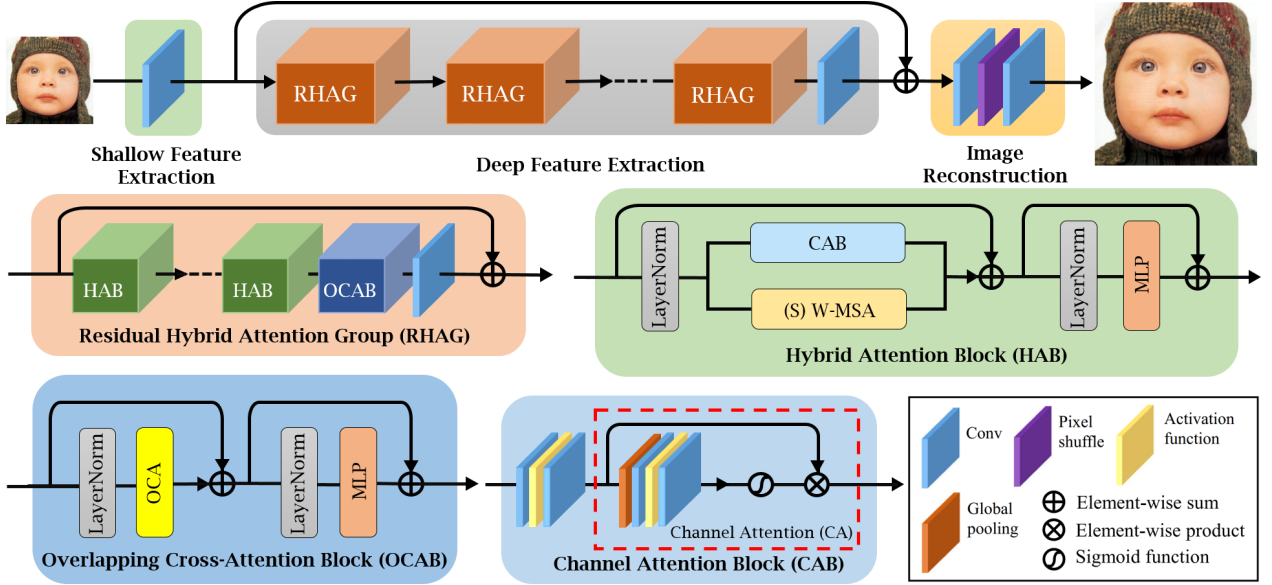 RHAG
RHAG
RHAG
Shallow Feature
Extraction
Deep Feature Extraction
Image
Reconstruction
HAB
HAB
OCAB
Residual Hybrid Attention Group (RHAG)
LayerNorm
CAB
(S) W-MSA
LayerNorm
MLP
Hybrid Attention Block (HAB)
LayerNorm
OCA
LayerNorm
MLP
Overlapping Cross-Attention Block (OCAB)
Channel Attention (CA)
Channel Attention Block (CAB)
Conv
Pixel
shuffle
Activation
function
Global
pooling
Element-wise sum
Element-wise product
Sigmoid function